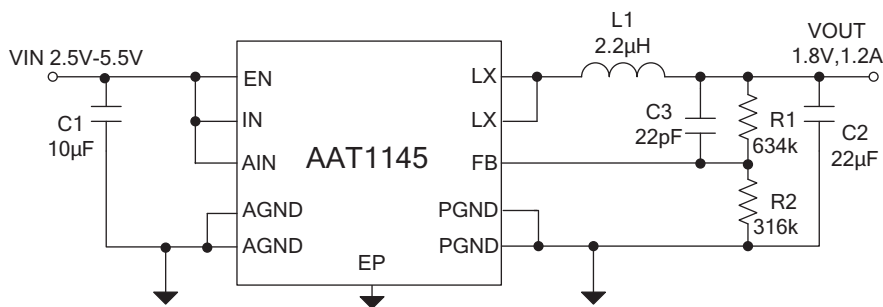 VIN 2.5V-5.5V
C1
10µF
EN
IN
AIN
AGND
AGND
AAT1145
EP
LX
LX
FB
PGND
PGND
L1
2.2µH
C3
22pF
R1
634k
R2
316k
VOUT
1.8V,1.2A
C2
22µF